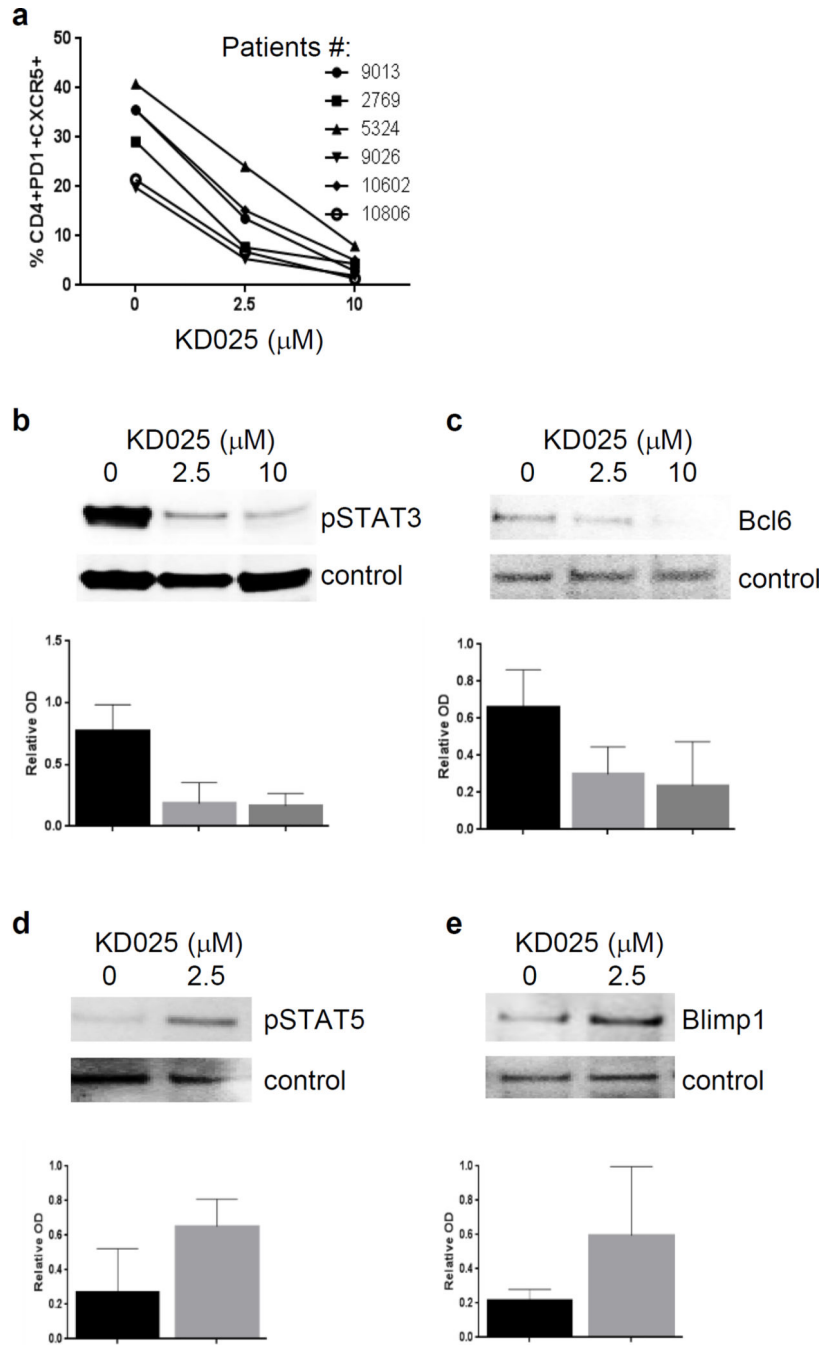 a
Patients #:
9013
2769
5324
9026
10602
10806
% CD4+PD1+CXCR5+
50
40
30
20
10
0
0 2.5 10
KD025 (μM)
b
KD025 (μM)
0 2.5 10
pSTAT3
control
Relative OD
1.5
1.0
0.5
0.0
c
KD025 (μM)
0 2.5 10
Bcl6
control
Relative OD
1.0
0.8
0.6
0.4
0.2
0.0
d
KD025 (μM)
0 2.5
pSTAT5
control
Relative OD
1.0
0.8
0.6
0.4
0.2
0.0
e
KD025 (μM)
0 2.5
Blimp1
control
Relative OD
1.0
0.8
0.6
0.4
0.2
0.0